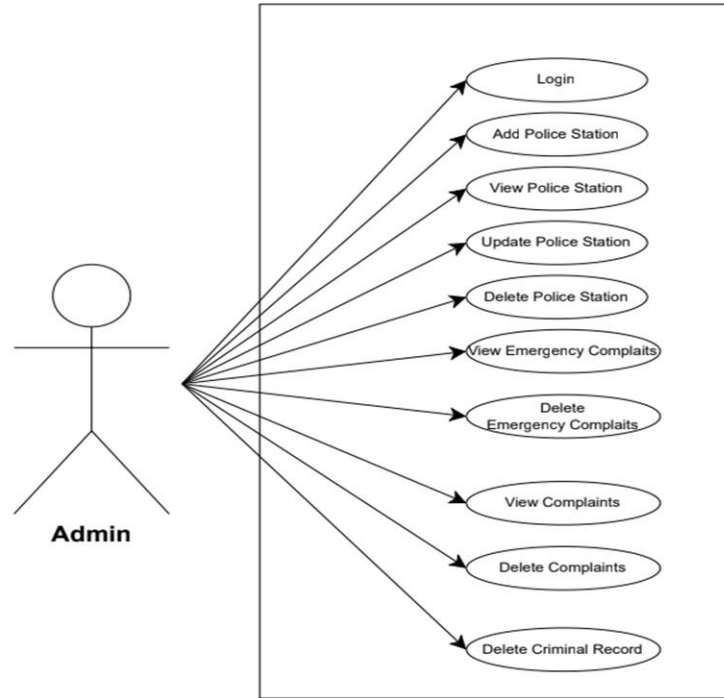 Login
Add Police Station
View Police Station
Update Police Station
Delete Police Station
View Emergency Complaits
Delete
Emergency Complaits
View Complaints
Delete Complaints
Delete Criminal Record
Admin